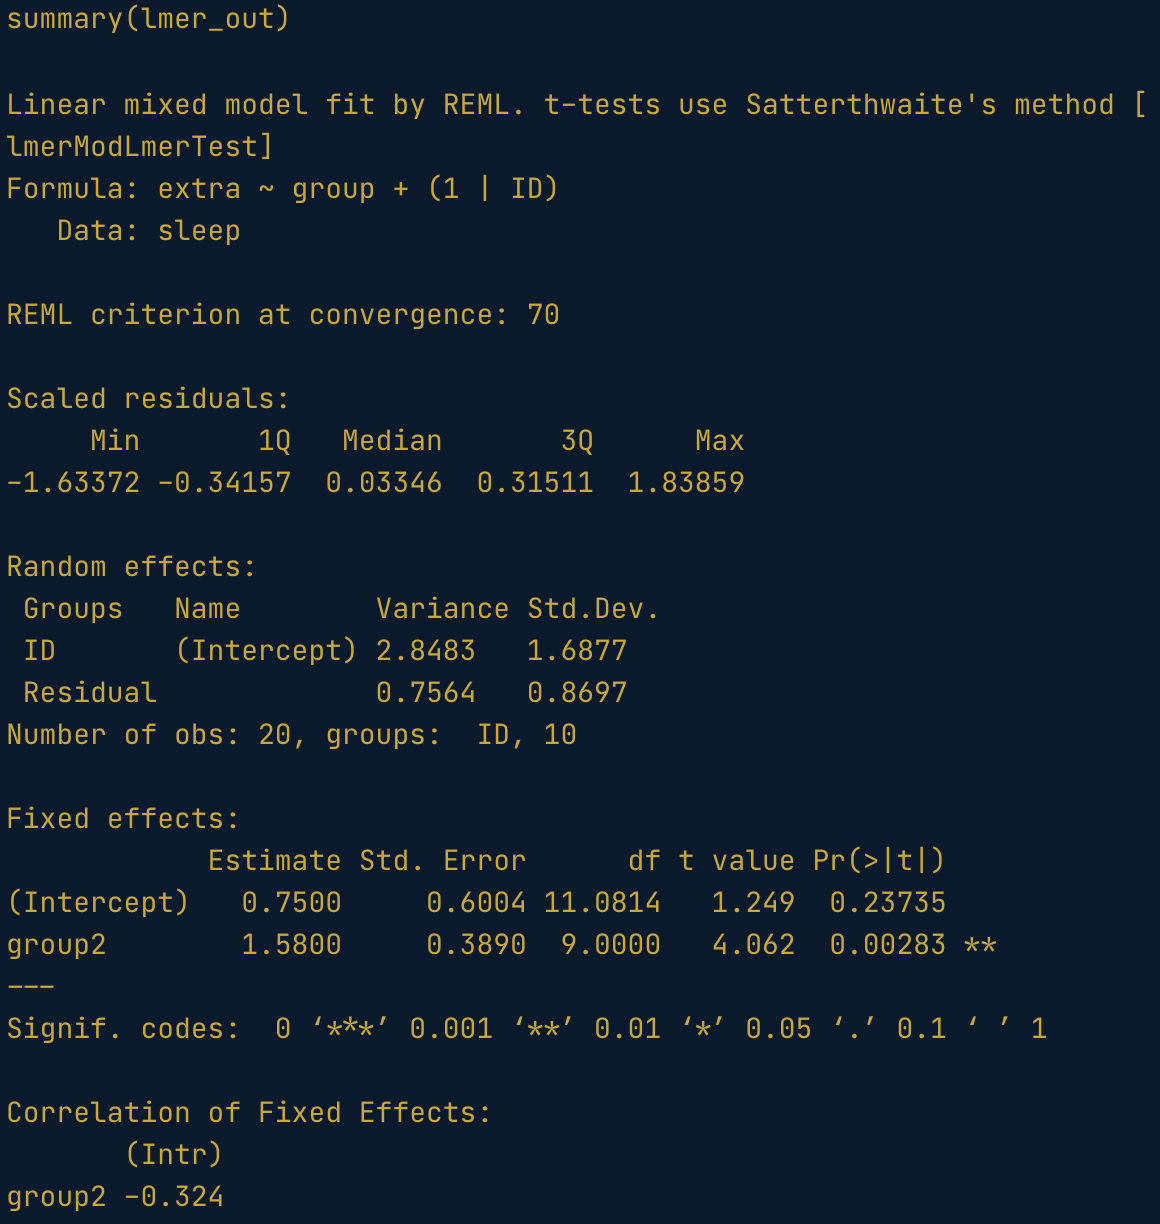 summary(lmer_out)

Linear mixed model fit by REML. t-tests use Satterthwaite's method [
lmerModLmerTest]
Formula: extra ~ group + (1 | ID)
   Data: sleep

REML criterion at convergence: 70

Scaled residuals:
     Min       1Q   Median       3Q      Max
-1.63372 -0.34157  0.03346  0.31511  1.83859

Random effects:
 Groups   Name        Variance Std.Dev.
 ID       (Intercept) 2.8483   1.6877
 Residual             0.7564   0.8697
Number of obs: 20, groups:  ID, 10

Fixed effects:
            Estimate Std. Error      df t value Pr(>|t|)
(Intercept)   0.7500     0.6004 11.0814   1.249  0.23735
group2        1.5800     0.3890  9.0000   4.062  0.00283 **
---
Signif. codes:  0 ‘***’ 0.001 ‘**’ 0.01 ‘*’ 0.05 ‘.’ 0.1 ‘ ’ 1

Correlation of Fixed Effects:
       (Intr)
group2 -0.324